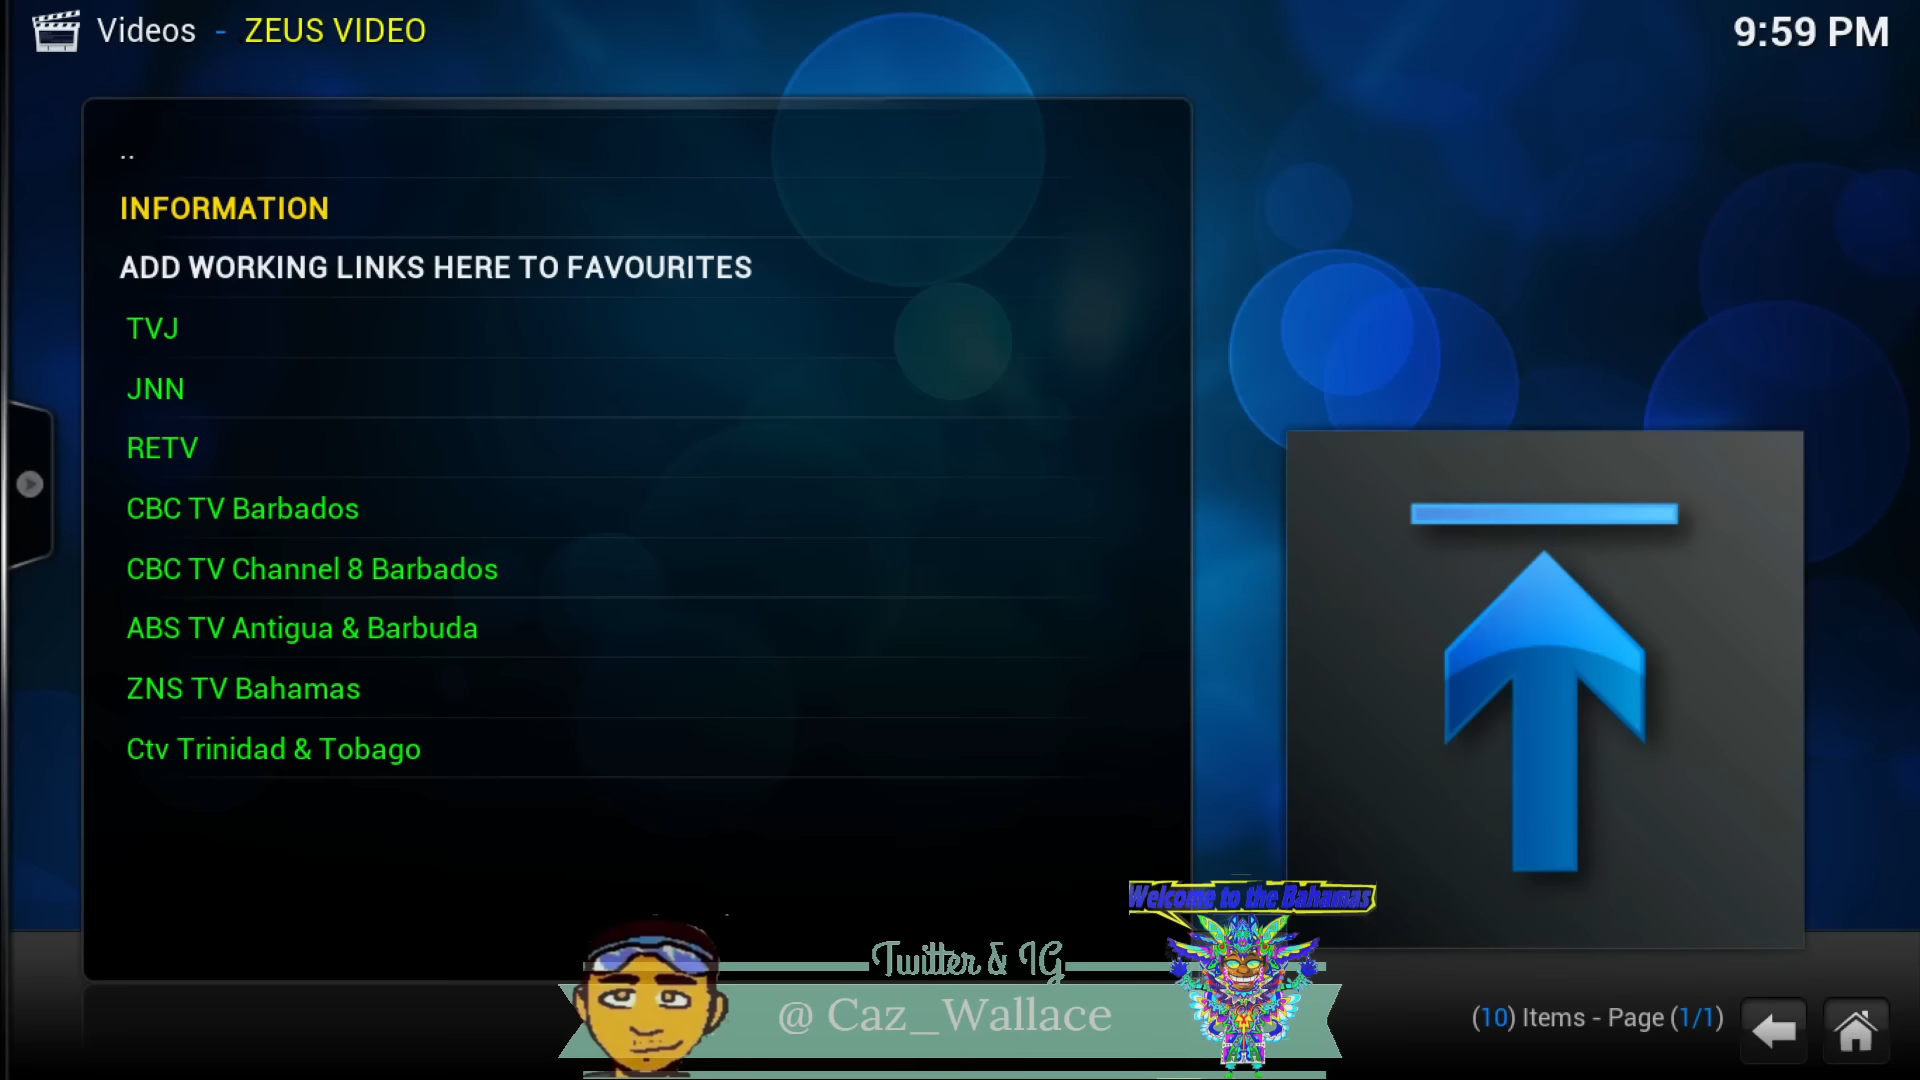 Videos - ZEUS VIDEO
9:59 PM
..
INFORMATION
ADD WORKING LINKS HERE TO FAVOURITES
TVJ
JNN
RETV
CBC TV Barbados
CBC TV Channel 8 Barbados
ABS TV Antigua & Barbuda
ZNS TV Bahamas
Ctv Trinidad & Tobago
Welcome to the Bahamas
Twitter & IG
@ Caz_Wallace
(10) Items - Page (1/1)